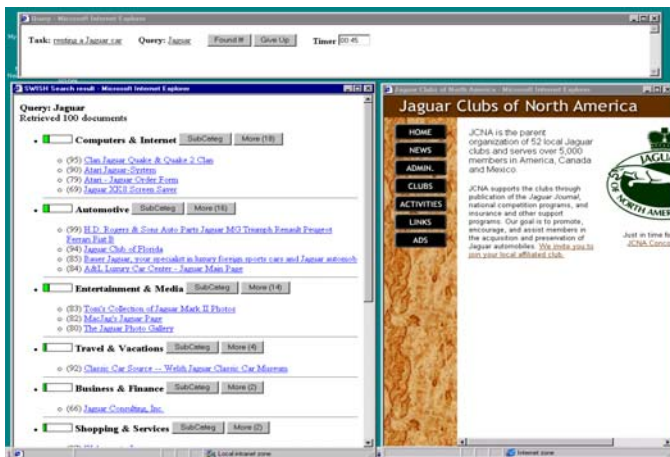 Query - Microsoft Internet Explorer
Task: renting a Jaguar car Query: Jaguar Found It! Give Up Timer 00:45
SWISH Search result - Microsoft Internet Explorer
Query: Jaguar
Retrieved 100 documents
Computers & Internet SubCateg More (18)
(95) Clan Jaguar Quake & Quake 2 Clan
(90) Atari Jaguar-System
(79) Atari - Jaguar Order Form
(69) Jaguar XK8 Screen Saver
Automotive SubCateg More (16)
(99) H.D. Rogers & Sons Auto Parts Jaguar MG Triumph Renault Peugeot
Ferrari Fiat B
(94) Jaguar Club of Florida
(85) Bauer Jaguar, your specialist in luxury foreign sports cars and Jaguar automob
(84) A&L Luxury Car Center - Jaguar Main Page
Entertainment & Media SubCateg More (14)
(83) Tom's Collection of Jaguar Mark II Photos
(82) MacJag's Jaguar Page
(80) The Jaguar Photo Gallery
Travel & Vacations SubCateg More (4)
(92) Classic Car Source -- Welsh Jaguar Classic Car Museum
Business & Finance SubCateg More (2)
(66) Jaguar Consulting, Inc.
Shopping & Services SubCateg More (2)
Local intranet zone
Jaguar Clubs of North America - Microsoft Internet Explorer
Jaguar Clubs of North America
HOME
NEWS
ADMIN.
CLUBS
ACTIVITIES
LINKS
ADS
JCNA is the parent
organization of 52 local Jaguar
clubs and serves over 5,000
members in America, Canada
and Mexico.
JCNA supports the clubs through
publication of the Jaguar Journal,
national competition programs, and
insurance and other support
programs. Our goal is to promote,
encourage, and assist members in
the acquisition and preservation of
Jaguar automobiles. We invite you to
join your local affiliated club.
JAGUAR
OF NORTH AMER
Just in time fo
JCNA Conco
Internet zone